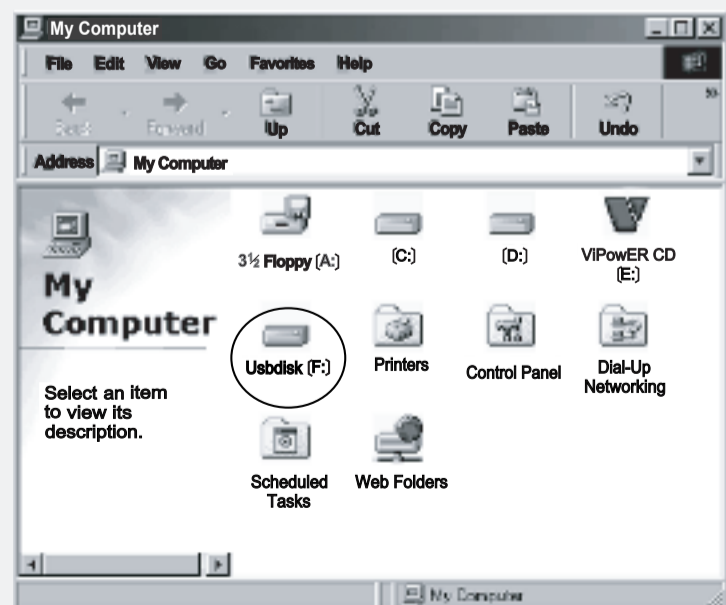 My Computer
File Edit View Go Favorites Help
Back Forward Up Cut Copy Paste Undo
Address My Computer
3½ Floppy (A:) (C:) (D:) ViPowER CD
(E:)
My
Computer
Usbdisk (F:) Printers Control Panel Dial-Up
Networking
Select an item
to view its
description.
Scheduled
Tasks
Web Folders
My Computer